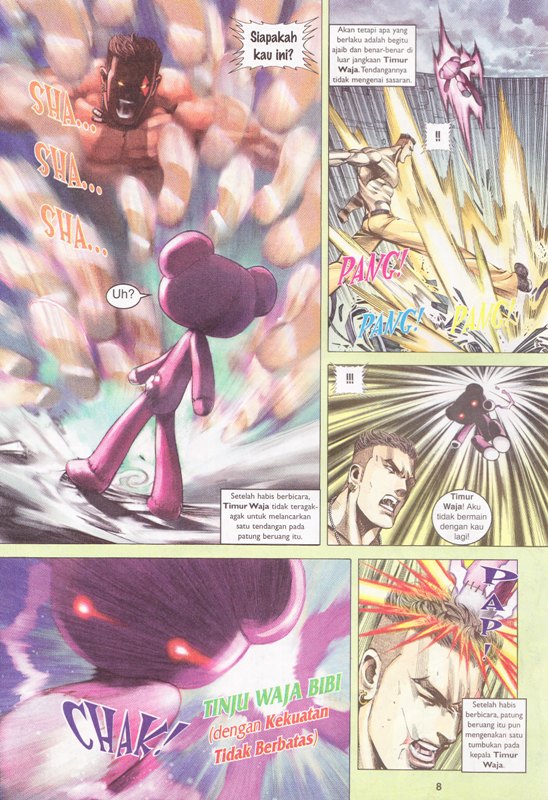 Siapakah
kau ini?
SHA...
SHA...
SHA...
Uh?
Setelah habis berbicara,
Timur Waja tidak teragak-
agak untuk melancarkan
satu tendangan pada
patung beruang itu.
Akan tetapi apa yang
berlaku adalah begitu
ajaib dan benar-benar di
luar jangkaan Timur
Waja. Tendangannya
tidak mengenai sasaran.
!!
PANG!
PANG!
PANG!
!!!
Timur
Waja! Aku
tidak bermain
dengan kau
lagi!
CHAK!
TINJU WAJA BIBI
(dengan Kekuatan
Tidak Berbatas)
PAP!
Setelah habis
berbicara, patung
beruang itu pun
mengenakan satu
tumbukan pada
kepala Timur
Waja.
8